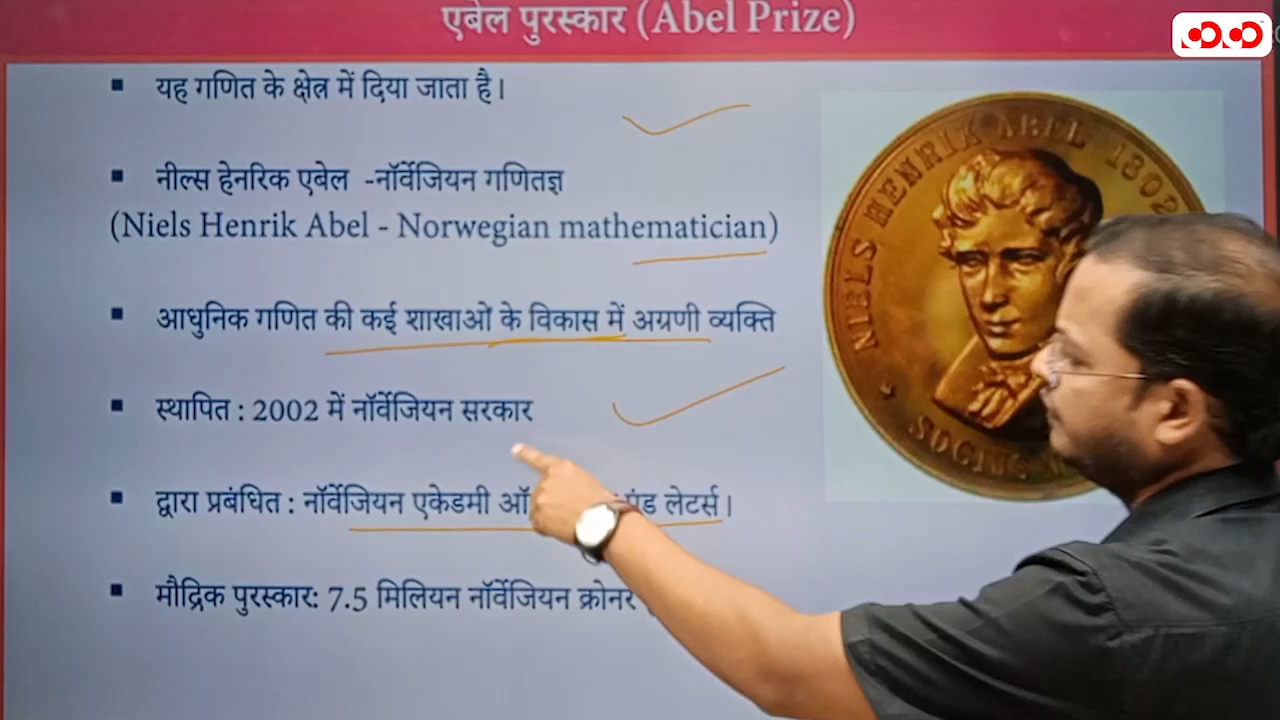 एबेल पुरस्कार (Abel Prize)
▪ यह गणित के क्षेत्र में दिया जाता है।
▪ नील्स हेनरिक एबेल -नॉर्वेजियन गणितज्ञ
(Niels Henrik Abel - Norwegian mathematician)
▪ आधुनिक गणित की कई शाखाओं के विकास में अग्रणी व्यक्ति
▪ स्थापित : 2002 में नॉर्वेजियन सरकार
▪ द्वारा प्रबंधित : नॉर्वेजियन एकेडमी लेटर्स।
▪ मौद्रिक पुरस्कार: 7.5 मिलियन नॉर्वेजियन क्रोनर
NIELS HENRIK ABEL 1802